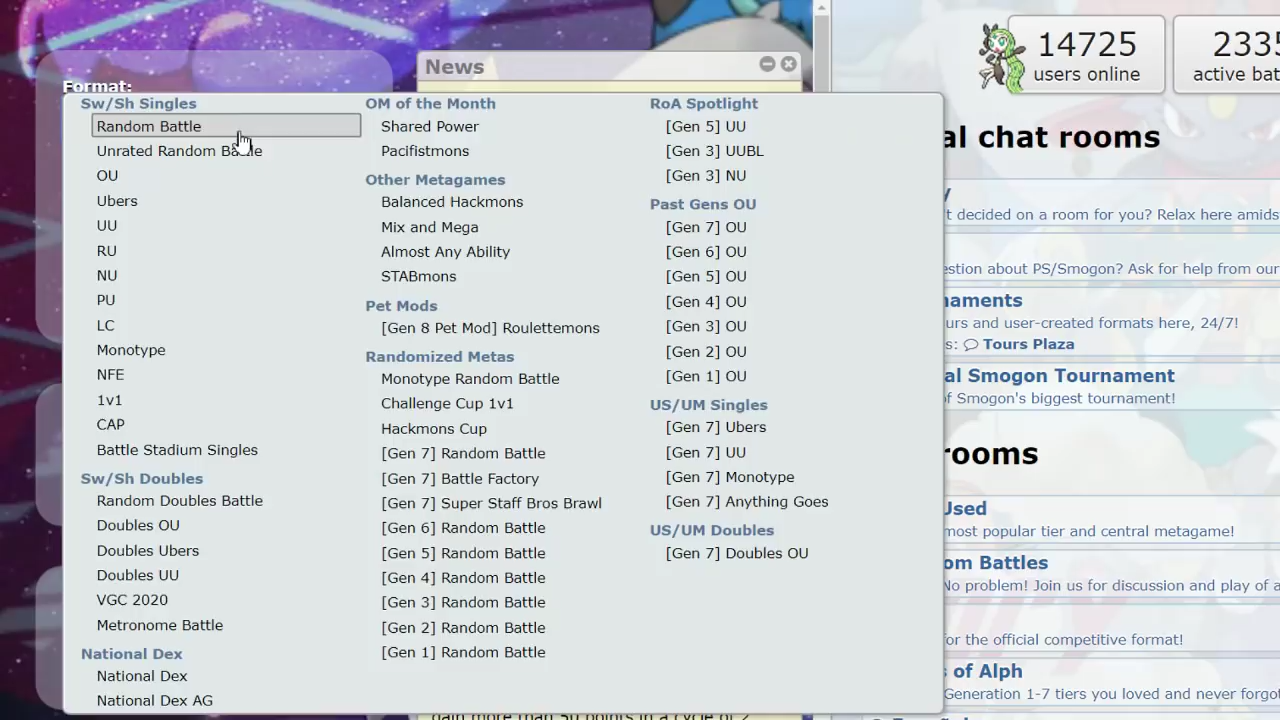 News
14725
users online
2335
active bat
Format:
Sw/Sh Singles
Random Battle
Unrated Random Battle
OU
Ubers
UU
RU
NU
PU
LC
Monotype
NFE
1v1
CAP
Battle Stadium Singles
Sw/Sh Doubles
Random Doubles Battle
Doubles OU
Doubles Ubers
Doubles UU
VGC 2020
Metronome Battle
National Dex
National Dex
National Dex AG
OM of the Month
Shared Power
Pacifistmons
Other Metagames
Balanced Hackmons
Mix and Mega
Almost Any Ability
STABmons
Pet Mods
[Gen 8 Pet Mod] Roulettemons
Randomized Metas
Monotype Random Battle
Challenge Cup 1v1
Hackmons Cup
[Gen 7] Random Battle
[Gen 7] Battle Factory
[Gen 7] Super Staff Bros Brawl
[Gen 6] Random Battle
[Gen 5] Random Battle
[Gen 4] Random Battle
[Gen 3] Random Battle
[Gen 2] Random Battle
[Gen 1] Random Battle
RoA Spotlight
[Gen 5] UU
[Gen 3] UUBL
[Gen 3] NU
Past Gens OU
[Gen 7] OU
[Gen 6] OU
[Gen 5] OU
[Gen 4] OU
[Gen 3] OU
[Gen 2] OU
[Gen 1] OU
US/UM Singles
[Gen 7] Ubers
[Gen 7] UU
[Gen 7] Monotype
[Gen 7] Anything Goes
US/UM Doubles
[Gen 7] Doubles OU
al chat rooms
y
t decided on a room for you? Relax here amids
estion about PS/Smogon? Ask for help from our
naments
urs and user-created formats here, 24/7!
s: Tours Plaza
al Smogon Tournament
of Smogon's biggest tournament!
rooms
Used
most popular tier and central metagame!
om Battles
No problem! Join us for discussion and play of a
for the official competitive format!
s of Alph
Generation 1-7 tiers you loved and never forgo